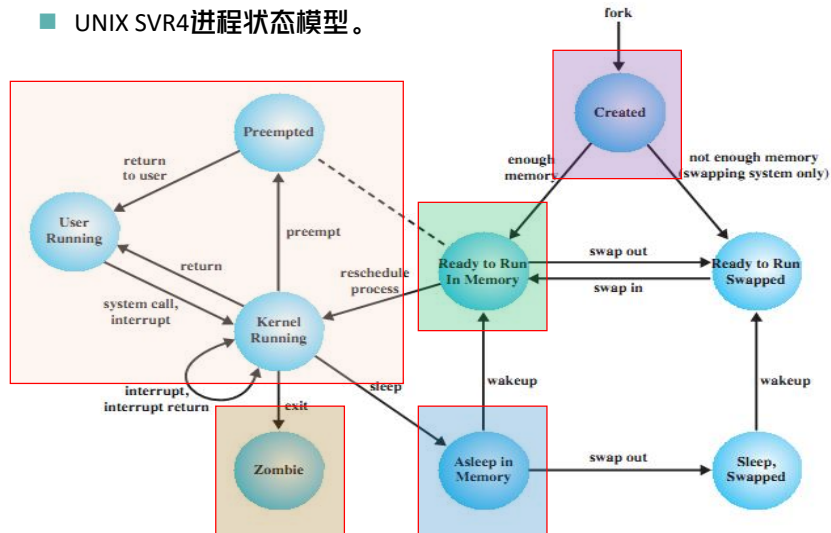 UNIX SVR4进程状态模型。
fork
Created
Preempted
enough
memory
not enough memory
(swapping system only)
return
to user
User
Running
preempt
return
Ready to Run
In Memory
swap out
swap in
Ready to Run
Swapped
reschedule
process
system call,
interrupt
Kernel
Running
sleep
wakeup
wakeup
interrupt,
interrupt return
exit
Zombie
Asleep in
Memory
swap out
Sleep,
Swapped